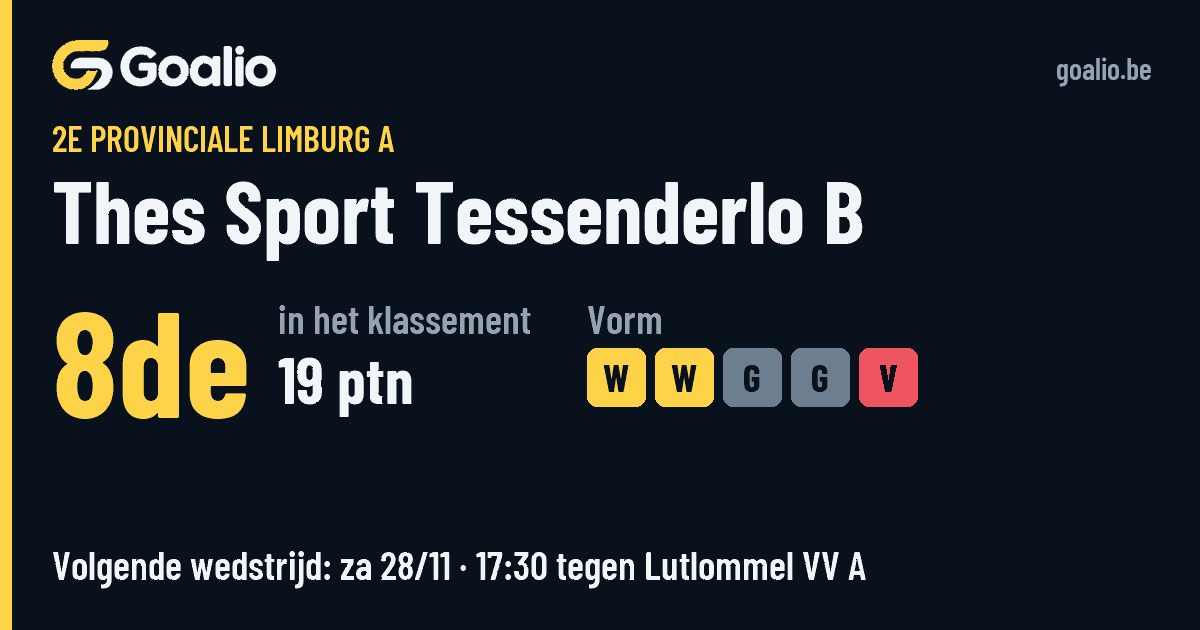 Goalio
goalio.be
2E PROVINCIALE LIMBURG A
Thes Sport Tessenderlo B
8de
in het klassement
19 ptn
Vorm
W W G G V
Volgende wedstrijd: za 28/11 · 17:30 tegen Lutlommel VV A